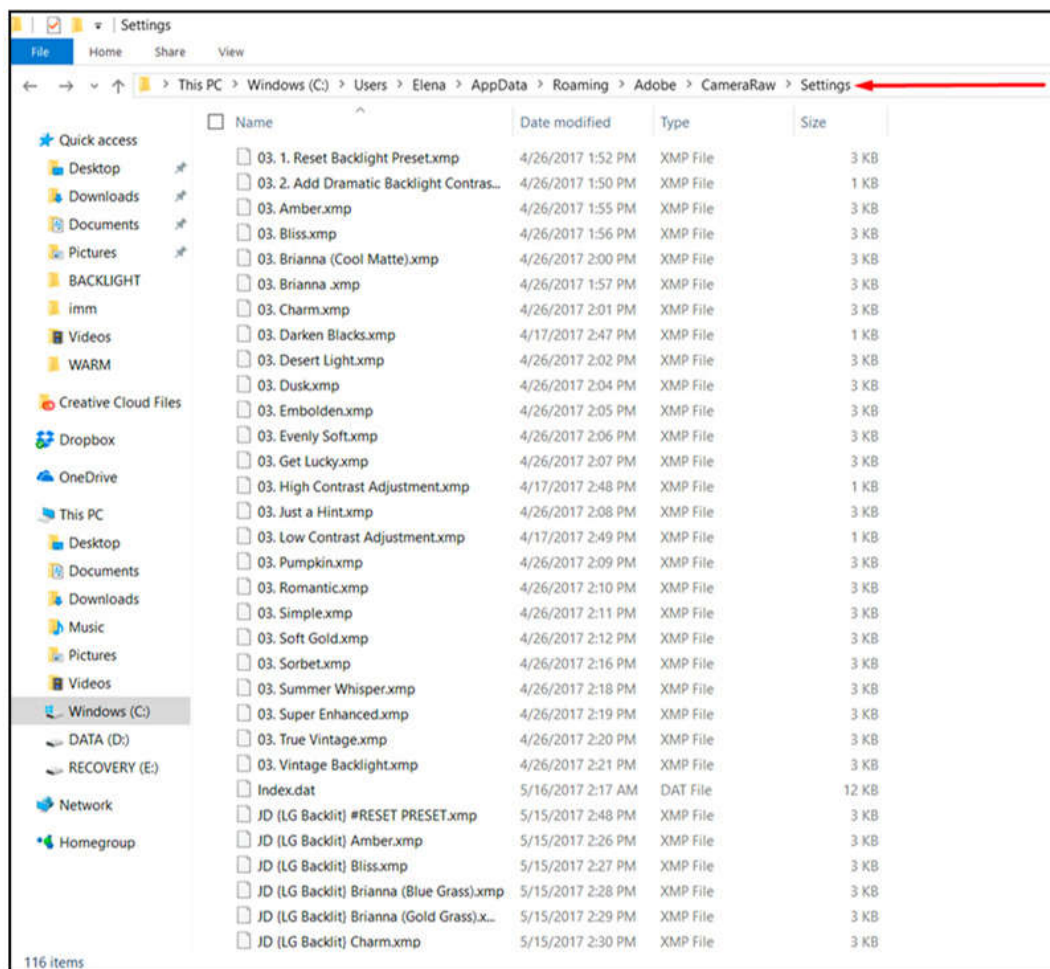 Settings
File Home Share View
This PC > Windows (C:) > Users > Elena > AppData > Roaming > Adobe > CameraRaw > Settings
Name Date modified Type Size
Quick access
Desktop
Downloads
Documents
Pictures
BACKLIGHT
imm
Videos
WARM
Creative Cloud Files
Dropbox
OneDrive
This PC
Desktop
Documents
Downloads
Music
Pictures
Videos
Windows (C:)
DATA (D:)
RECOVERY (E:)
Network
Homegroup
03. 1. Reset Backlight Preset.xmp 4/26/2017 1:52 PM XMP File 3 KB
03. 2. Add Dramatic Backlight Contras... 4/26/2017 1:50 PM XMP File 1 KB
03. Amber.xmp 4/26/2017 1:55 PM XMP File 3 KB
03. Bliss.xmp 4/26/2017 1:56 PM XMP File 3 KB
03. Brianna (Cool Matte).xmp 4/26/2017 2:00 PM XMP File 3 KB
03. Brianna .xmp 4/26/2017 1:57 PM XMP File 3 KB
03. Charm.xmp 4/26/2017 2:01 PM XMP File 3 KB
03. Darken Blacks.xmp 4/17/2017 2:47 PM XMP File 1 KB
03. Desert Light.xmp 4/26/2017 2:02 PM XMP File 3 KB
03. Dusk.xmp 4/26/2017 2:04 PM XMP File 3 KB
03. Embolden.xmp 4/26/2017 2:05 PM XMP File 3 KB
03. Evenly Soft.xmp 4/26/2017 2:06 PM XMP File 3 KB
03. Get Lucky.xmp 4/26/2017 2:07 PM XMP File 3 KB
03. High Contrast Adjustment.xmp 4/17/2017 2:48 PM XMP File 1 KB
03. Just a Hint.xmp 4/26/2017 2:08 PM XMP File 3 KB
03. Low Contrast Adjustment.xmp 4/17/2017 2:49 PM XMP File 1 KB
03. Pumpkin.xmp 4/26/2017 2:09 PM XMP File 3 KB
03. Romantic.xmp 4/26/2017 2:10 PM XMP File 3 KB
03. Simple.xmp 4/26/2017 2:11 PM XMP File 3 KB
03. Soft Gold.xmp 4/26/2017 2:12 PM XMP File 3 KB
03. Sorbet.xmp 4/26/2017 2:16 PM XMP File 3 KB
03. Summer Whisper.xmp 4/26/2017 2:18 PM XMP File 3 KB
03. Super Enhanced.xmp 4/26/2017 2:19 PM XMP File 3 KB
03. True Vintage.xmp 4/26/2017 2:20 PM XMP File 3 KB
03. Vintage Backlight.xmp 4/26/2017 2:21 PM XMP File 3 KB
Index.dat 5/16/2017 2:17 AM DAT File 12 KB
JD {LG Backlit} #RESET PRESET.xmp 5/15/2017 2:48 PM XMP File 3 KB
JD {LG Backlit} Amber.xmp 5/15/2017 2:26 PM XMP File 3 KB
JD {LG Backlit} Bliss.xmp 5/15/2017 2:27 PM XMP File 3 KB
JD {LG Backlit} Brianna (Blue Grass).xmp 5/15/2017 2:28 PM XMP File 3 KB
JD {LG Backlit} Brianna (Gold Grass).x... 5/15/2017 2:29 PM XMP File 3 KB
JD {LG Backlit} Charm.xmp 5/15/2017 2:30 PM XMP File 3 KB
116 items